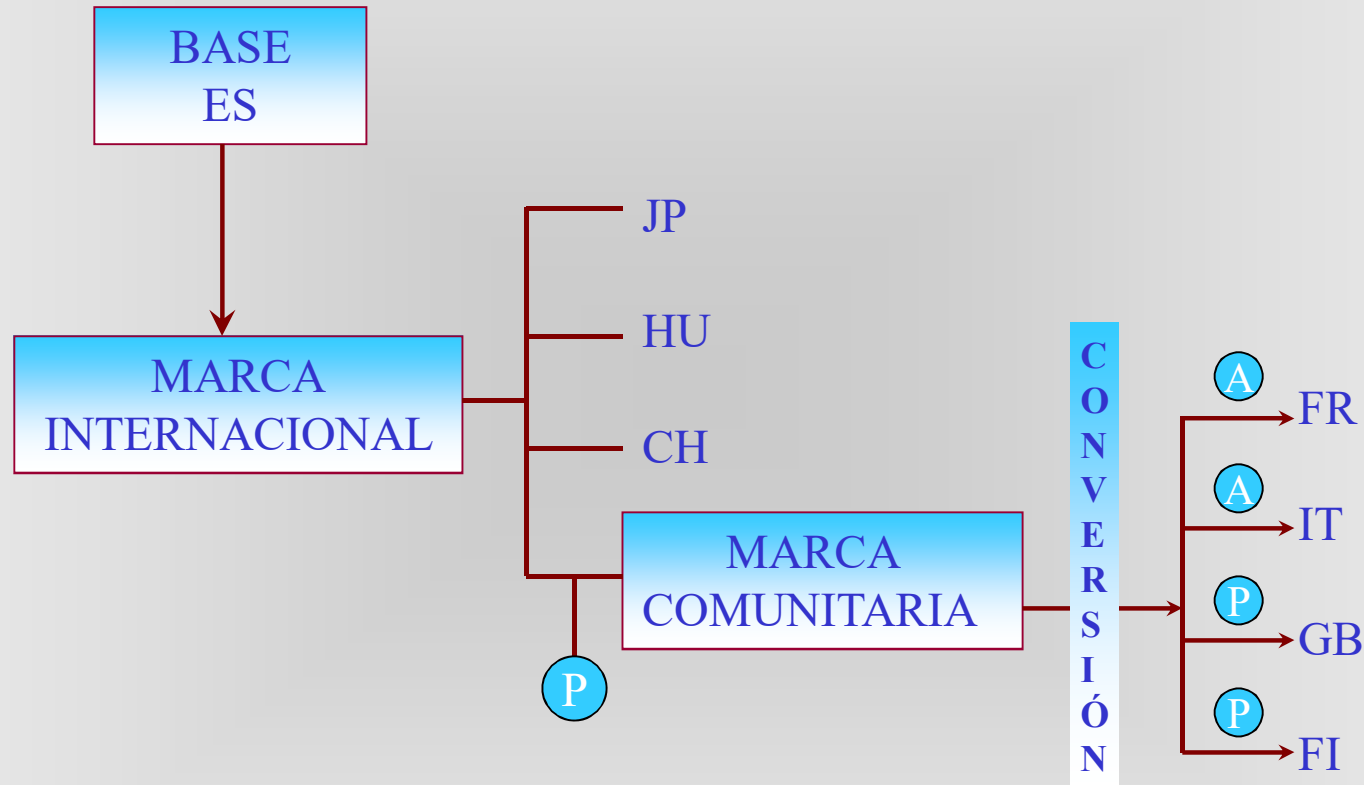 BASE
ES
MARCA
INTERNACIONAL
JP
HU
CH
MARCA
COMUNITARIA
P
C
O
N
V
E
R
S
I
Ó
N
A
FR
A
IT
P
GB
P
FI